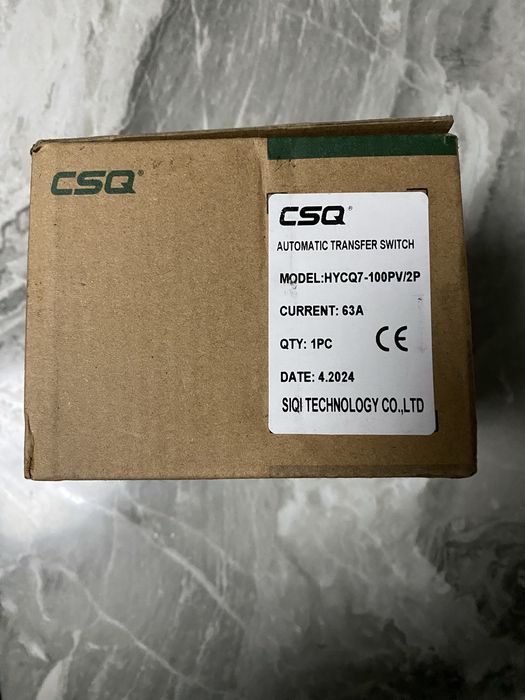 CSQ®
CSQ®
AUTOMATIC TRANSFER SWITCH
MODEL:HYCQ7-100PV/2P
CURRENT: 63A
QTY: 1PC
CE
DATE: 4.2024
SIQI TECHNOLOGY CO.,LTD